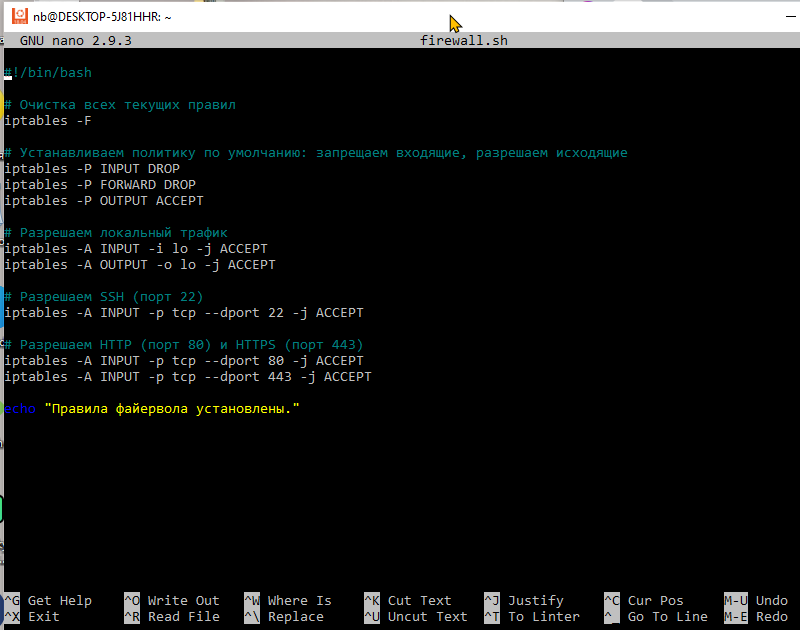 nb@DESKTOP-5J81HHR: ~
GNU nano 2.9.3 firewall.sh
#!/bin/bash
# Очистка всех текущих правил
iptables -F
# Устанавливаем политику по умолчанию: запрещаем входящие, разрешаем исходящие
iptables -P INPUT DROP
iptables -P FORWARD DROP
iptables -P OUTPUT ACCEPT
# Разрешаем локальный трафик
iptables -A INPUT -i lo -j ACCEPT
iptables -A OUTPUT -o lo -j ACCEPT
# Разрешаем SSH (порт 22)
iptables -A INPUT -p tcp --dport 22 -j ACCEPT
# Разрешаем HTTP (порт 80) и HTTPS (порт 443)
iptables -A INPUT -p tcp --dport 80 -j ACCEPT
iptables -A INPUT -p tcp --dport 443 -j ACCEPT
echo "Правила файервола установлены."
^G Get Help ^O Write Out ^W Where Is ^K Cut Text ^J Justify ^C Cur Pos M-U Undo
^X Exit ^R Read File ^\ Replace ^U Uncut Text ^T To Linter ^_ Go To Line M-E Redo